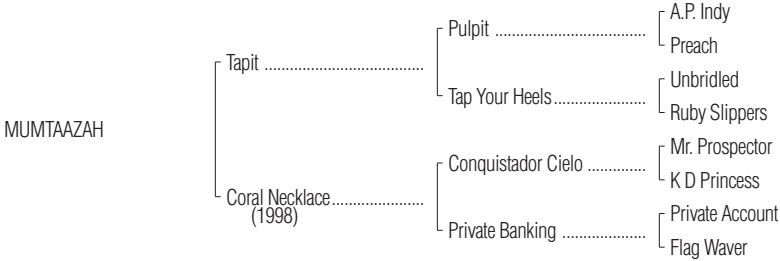 A.P. Indy
Pulpit ....................................
Preach
Tapit ......................................
Unbridled
Tap Your Heels......................
Ruby Slippers
MUMTAAZAH
Mr. Prospector
Conquistador Cielo ..............
K D Princess
Coral Necklace......................
(1998)
Private Account
Private Banking ....................
Flag Waver